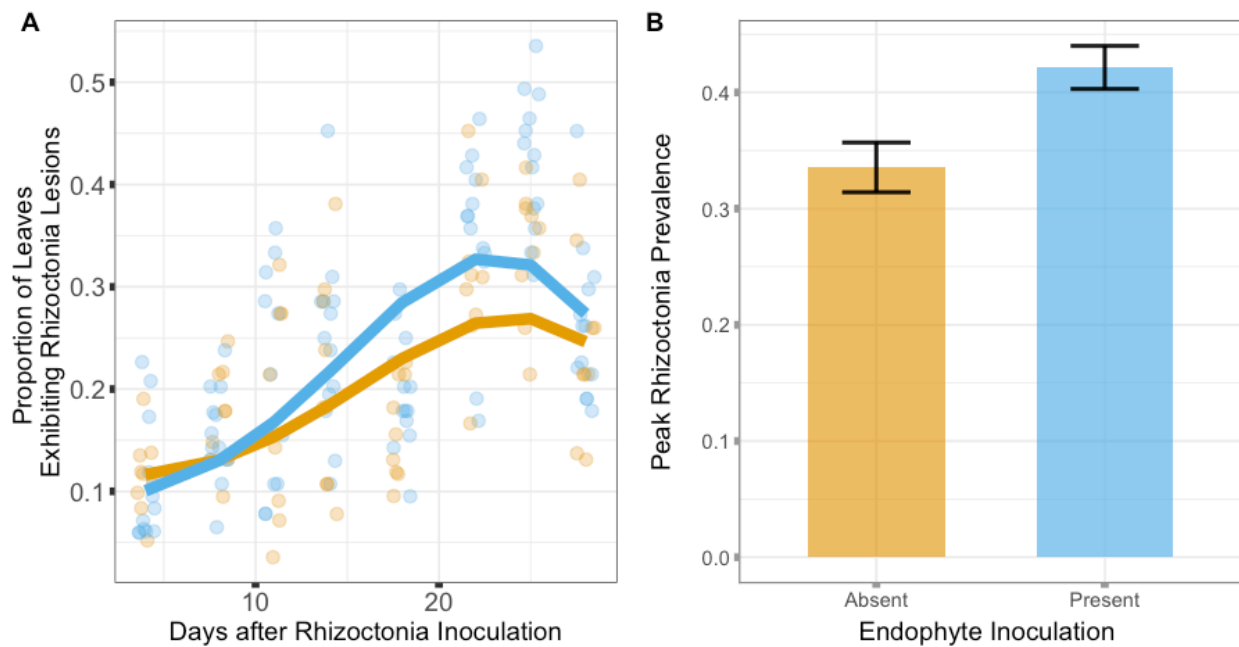 A
Proportion of Leaves
Exhibiting Rhizoctonia Lesions
0.5
0.4
0.3
0.2
0.1
10
20
Days after Rhizoctonia Inoculation
B
Peak Rhizoctonia Prevalence
0.4
0.3
0.2
0.1
0.0
Absent
Present
Endophyte Inoculation